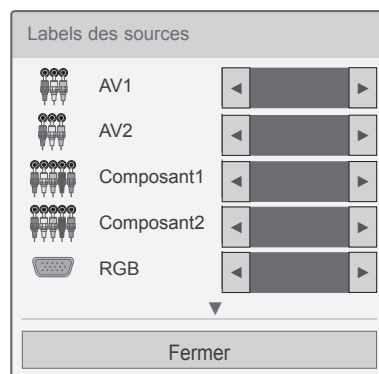 Labels des sources
AV1
AV2
Composant1
Composant2
RGB
Fermer